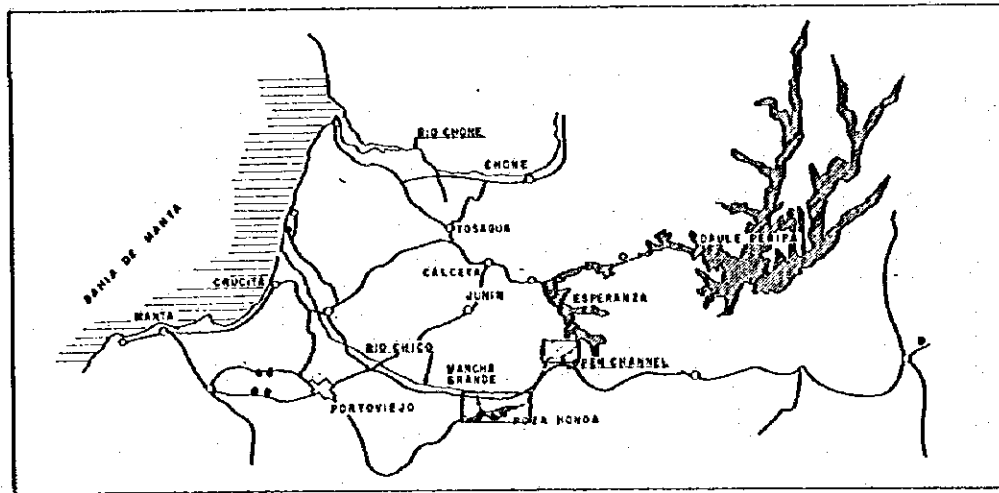 RIO CHONE
CHONE
BAHIA DE MANTA
TOSAGUA
DAULE PERIPA
CALCETA
CRUCITA
JUNIN
ESPERANZA
MANTA
RIO CHICO
MANCHA
GRANDE
OPEN CHANNEL
PORTOVIEJO
POZA HONDA